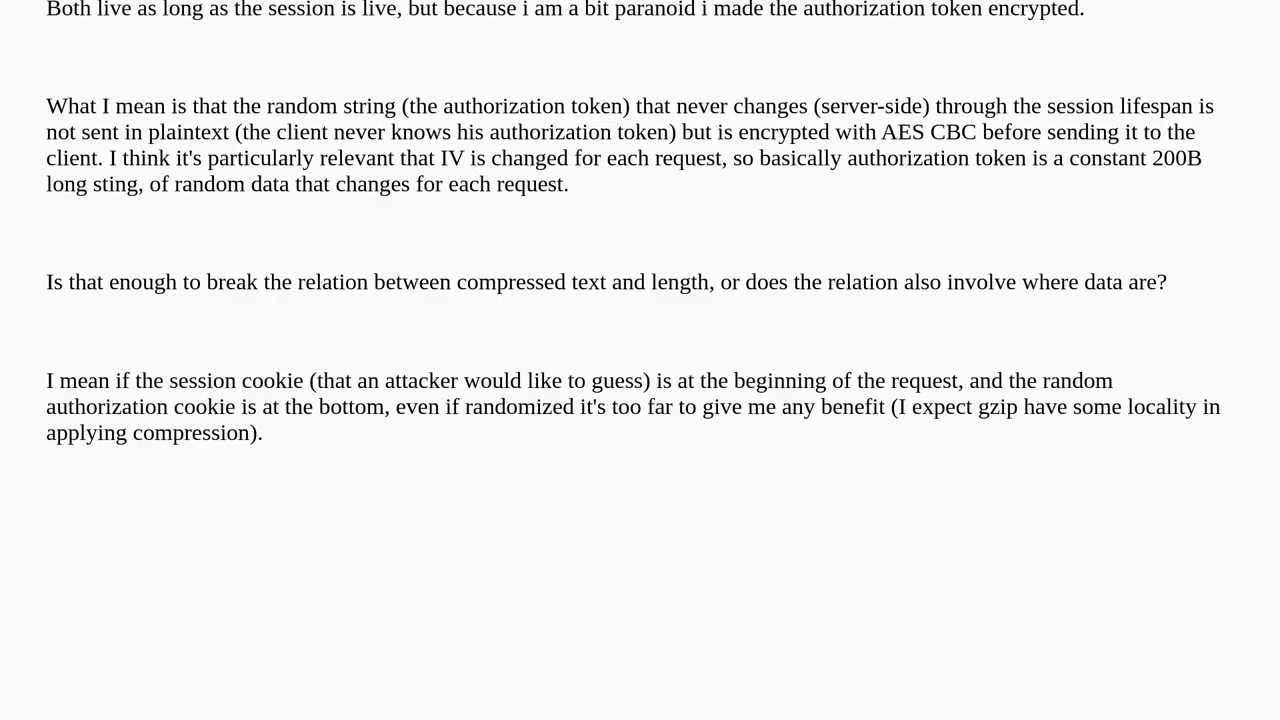 Both live as long as the session is live, but because i am a bit paranoid i made the authorization token encrypted.
What I mean is that the random string (the authorization token) that never changes (server-side) through the session lifespan is
not sent in plaintext (the client never knows his authorization token) but is encrypted with AES CBC before sending it to the
client. I think it's particularly relevant that IV is changed for each request, so basically authorization token is a constant 200B
long sting, of random data that changes for each request.
Is that enough to break the relation between compressed text and length, or does the relation also involve where data are?
I mean if the session cookie (that an attacker would like to guess) is at the beginning of the request, and the random
authorization cookie is at the bottom, even if randomized it's too far to give me any benefit (I expect gzip have some locality in
applying compression).